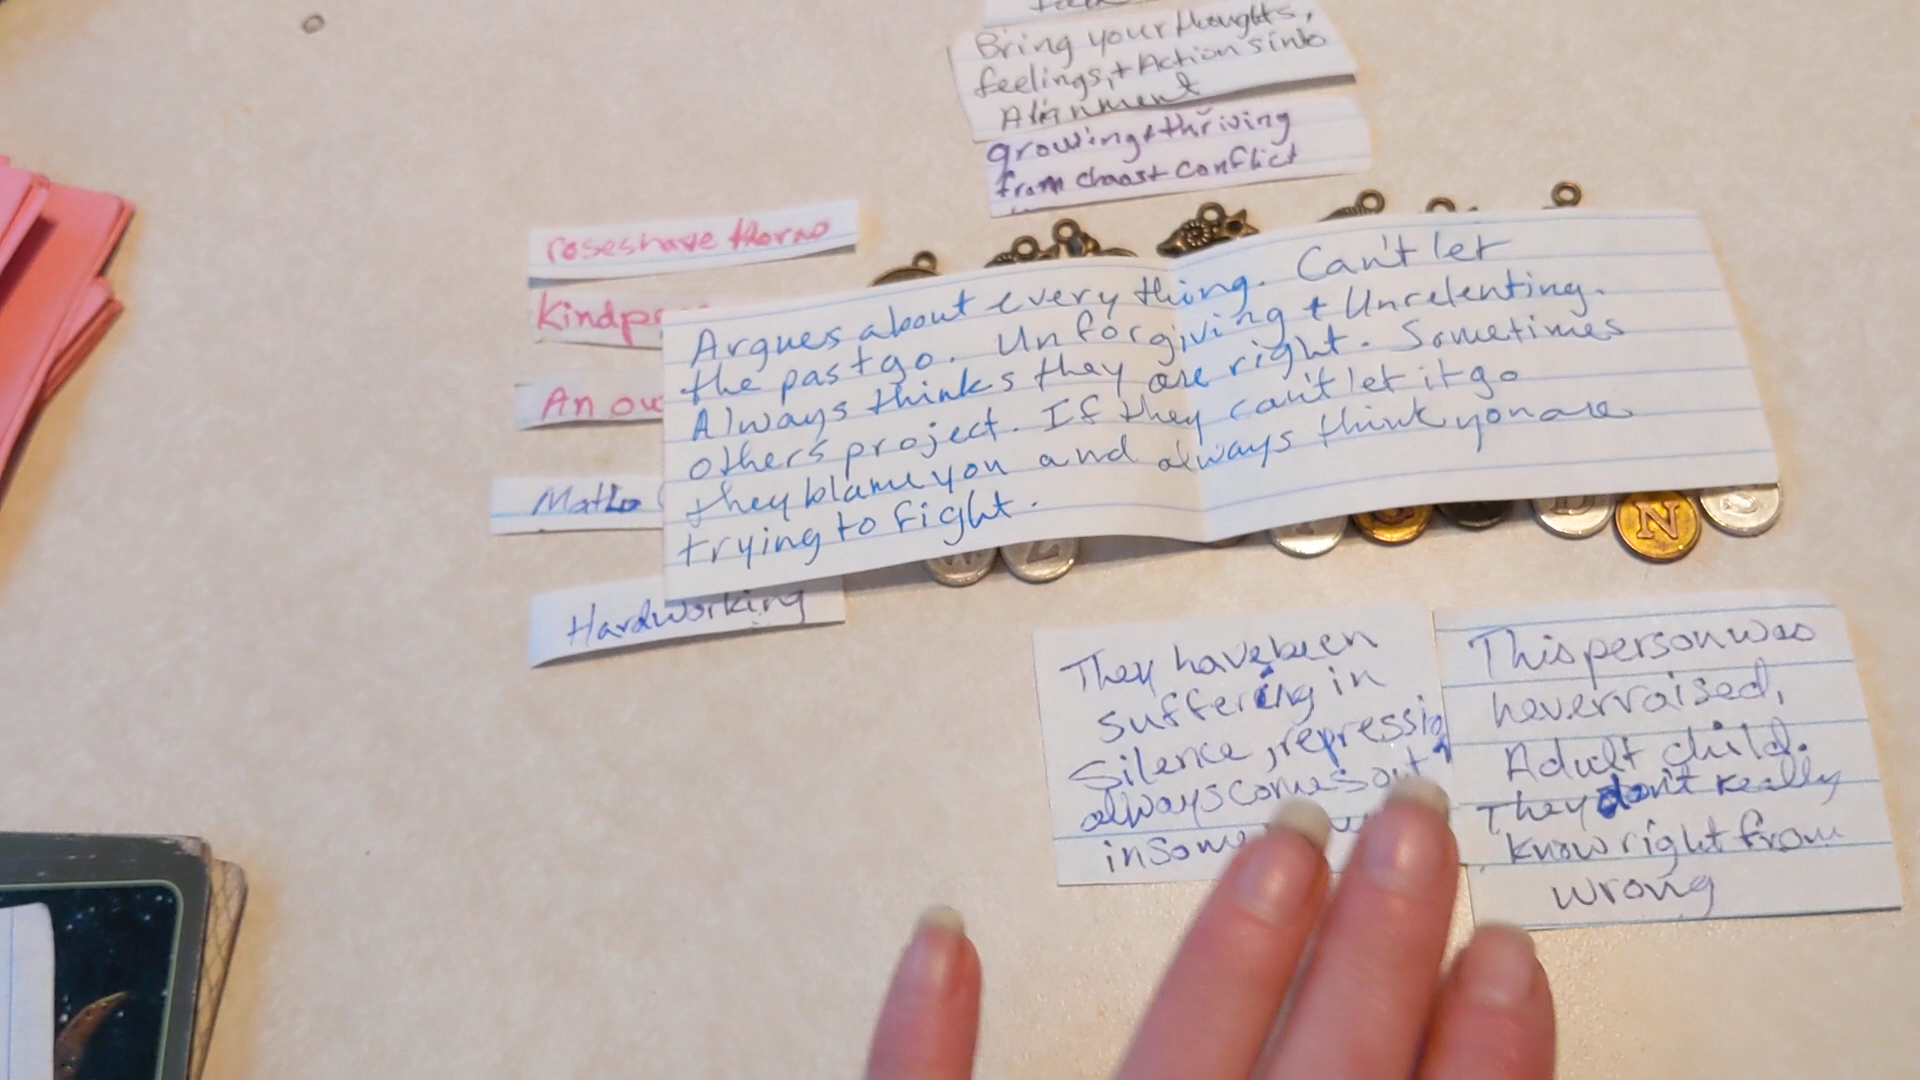 Bring your thoughts,
feelings, + Actions into
Alignment
growing + thriving
from chaos + conflict
roses have thorns
Kind
An
Maths
Hardworking
Argues about everything. Can't let
the past go. Unforgiving + Unrelenting.
Always thinks they are right. Sometimes
others project. If they can't let it go
they blame you and always think you are
trying to fight.
N
They have been
suffering in
Silence, repression
always comes out
in some
This person was
never raised,
Adult child.
They don't really
know right from
wrong